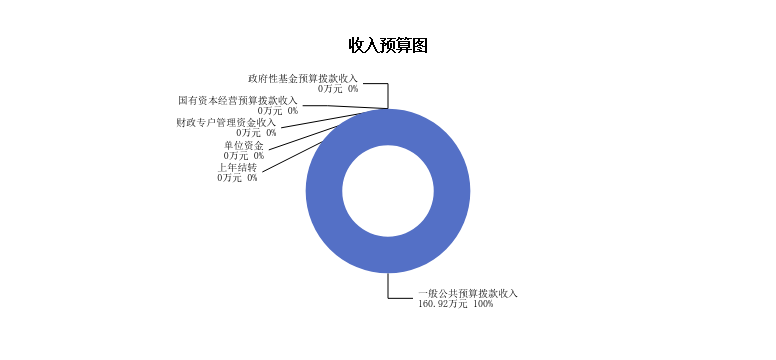 收入预算图
政府性基金预算拨款收入
0万元 0%
国有资本经营预算拨款收入
0万元 0%
财政专户管理资金收入
0万元 0%
单位资金
0万元 0%
上年结转
0万元 0%
一般公共预算拨款收入
160.92万元 100%